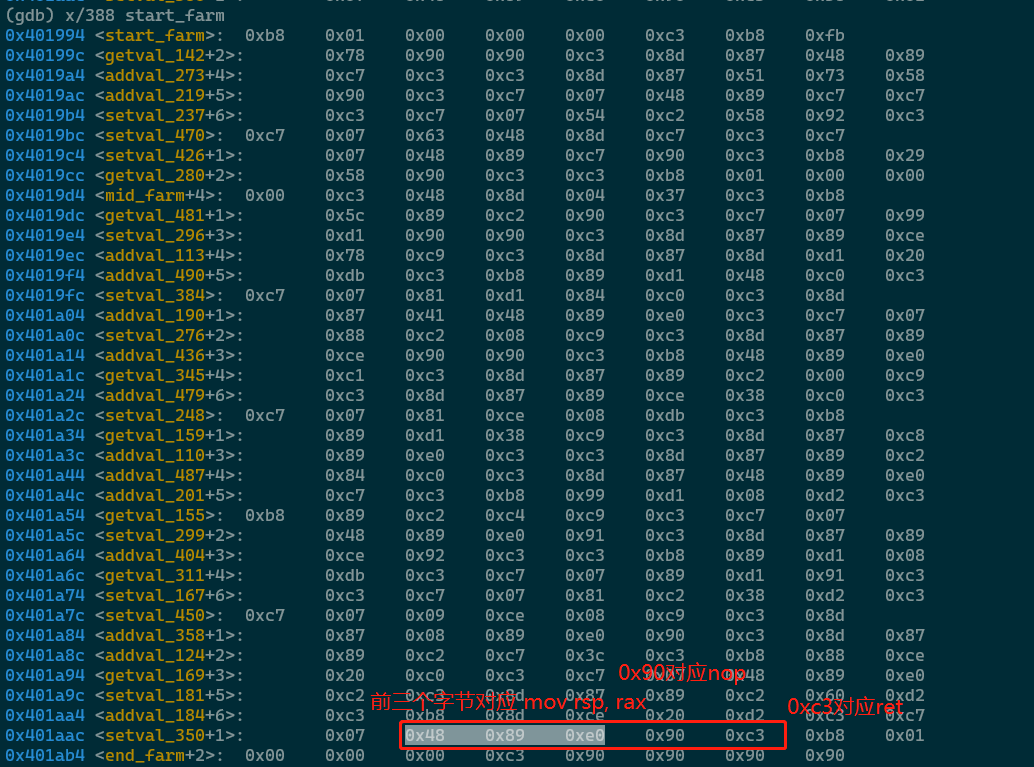 (gdb) x/388 start_farm
0x401994 <start_farm>: 0xb8 0x01 0x00 0x00 0x00 0xc3 0xb8 0xfb
0x40199c <getval_142+2>: 0x78 0x90 0x90 0xc3 0x8d 0x87 0x48 0x89
0x4019a4 <addval_273+4>: 0xc7 0xc3 0xc3 0x8d 0x87 0x51 0x73 0x58
0x4019ac <addval_219+5>: 0x90 0xc3 0xc7 0x07 0x48 0x89 0xc7 0xc7
0x4019b4 <setval_237+6>: 0xc3 0xc7 0x07 0x54 0xc2 0x58 0x92 0xc3
0x4019bc <setval_470>: 0xc7 0x07 0x63 0x48 0x8d 0xc7 0xc3 0xc7
0x4019c4 <setval_426+1>: 0x07 0x48 0x89 0xc7 0x90 0xc3 0xb8 0x29
0x4019cc <getval_280+2>: 0x58 0x90 0xc3 0xc3 0xb8 0x01 0x00 0x00
0x4019d4 <mid_farm+4>: 0x00 0xc3 0x48 0x8d 0x04 0x37 0xc3 0xb8
0x4019dc <getval_481+1>: 0x5c 0x89 0xc2 0x90 0xc3 0xc7 0x07 0x99
0x4019e4 <setval_296+3>: 0xd1 0x90 0x90 0xc3 0x8d 0x87 0x89 0xce
0x4019ec <addval_113+4>: 0x78 0xc9 0xc3 0x8d 0x87 0x8d 0xd1 0x20
0x4019f4 <addval_490+5>: 0xdb 0xc3 0xb8 0x89 0xd1 0x48 0xc0 0xc3
0x4019fc <setval_384>: 0xc7 0x07 0x81 0xd1 0x84 0xc0 0xc3 0x8d
0x401a04 <addval_190+1>: 0x87 0x41 0x48 0x89 0xe0 0xc3 0xc7 0x07
0x401a0c <setval_276+2>: 0x88 0xc2 0x08 0xc9 0xc3 0x8d 0x87 0x89
0x401a14 <addval_436+3>: 0xce 0x90 0x90 0xc3 0xb8 0x48 0x89 0xe0
0x401a1c <getval_345+4>: 0xc1 0xc3 0x8d 0x87 0x89 0xc2 0x00 0xc9
0x401a24 <addval_479+6>: 0xc3 0x8d 0x87 0x89 0xce 0x38 0xc0 0xc3
0x401a2c <setval_248>: 0xc7 0x07 0x81 0xce 0x08 0xdb 0xc3 0xb8
0x401a34 <getval_159+1>: 0x89 0xd1 0x38 0xc9 0xc3 0x8d 0x87 0xc8
0x401a3c <addval_110+3>: 0x89 0xe0 0xc3 0xc3 0x8d 0x87 0x89 0xc2
0x401a44 <addval_487+4>: 0x84 0xc0 0xc3 0x8d 0x87 0x48 0x89 0xe0
0x401a4c <addval_201+5>: 0xc7 0xc3 0xb8 0x99 0xd1 0x08 0xd2 0xc3
0x401a54 <getval_155>: 0xb8 0x89 0xc2 0xc4 0xc9 0xc3 0xc7 0x07
0x401a5c <setval_299+2>: 0x48 0x89 0xe0 0x91 0xc3 0x8d 0x87 0x89
0x401a64 <addval_404+3>: 0xce 0x92 0xc3 0xc3 0xb8 0x89 0xd1 0x08
0x401a6c <getval_311+4>: 0xdb 0xc3 0xc7 0x07 0x89 0xd1 0x91 0xc3
0x401a74 <setval_167+6>: 0xc3 0xc7 0x07 0x81 0xc2 0x38 0xd2 0xc3
0x401a7c <setval_450>: 0xc7 0x07 0x09 0xce 0x08 0xc9 0xc3 0x8d
0x401a84 <addval_358+1>: 0x87 0x08 0x89 0xe0 0x90 0xc3 0x8d 0x87
0x401a8c <addval_124+2>: 0x89 0xc2 0xc7 0x3c 0xc3 0xb8 0x88 0xce
0x90对应nop
0x401a94 <getval_169+3>: 0x20 0xc0 0xc3 0xc7 0x07 0x48 0x89 0xe0
0x401a9c <setval_181+5>: 0xc2 0xc3 0x8d 0x87 0x89 0xc2 0x60 0xd2
前三个字节对应 mov rsp, rax
0xc3对应ret
0x401aa4 <addval_184+6>: 0xc3 0xb8 0x8d 0xce 0x20 0xd2 0xc3 0xc7
0x401aac <setval_350+1>: 0x07 0x48 0x89 0xe0 0x90 0xc3 0xb8 0x01
0x401ab4 <end_farm+2>: 0x00 0x00 0x00 0xc3 0x90 0x90 0x90 0x90